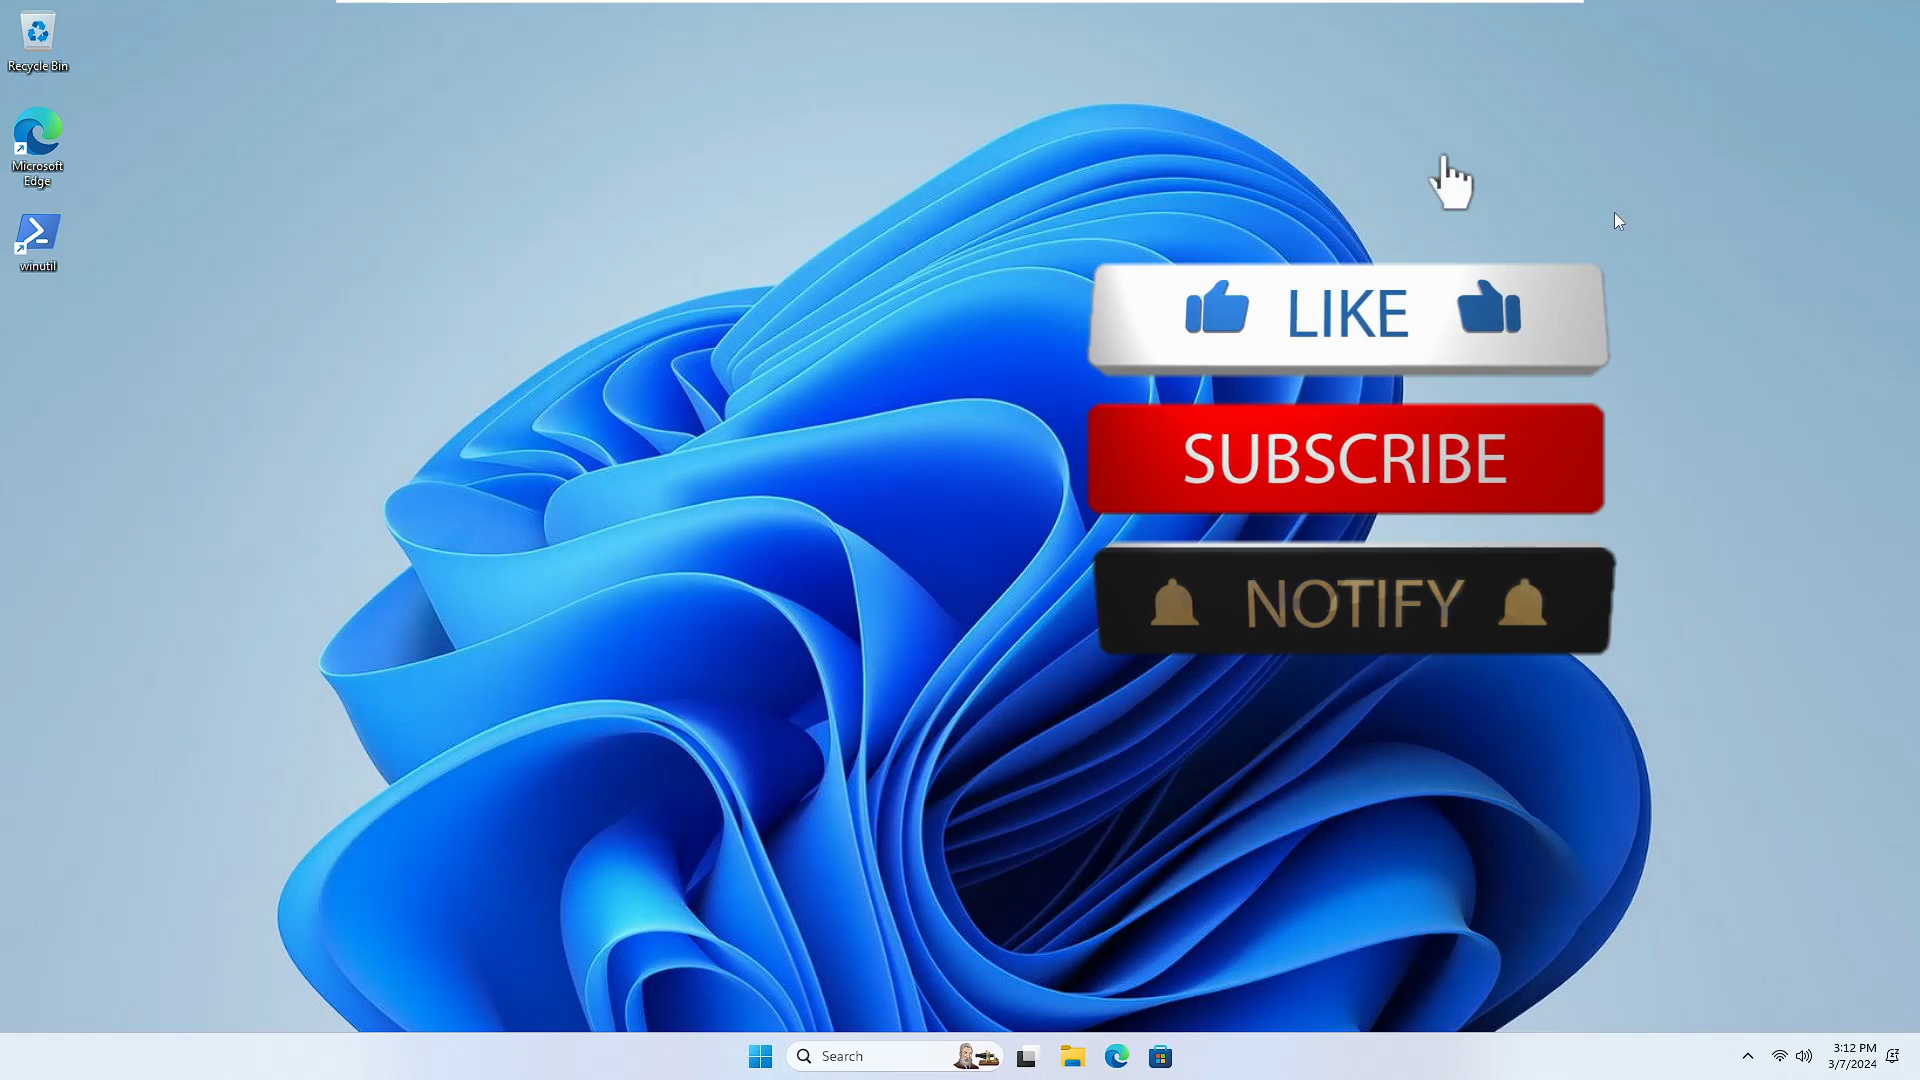 Recycle Bin
Microsoft
Edge
winutil
LIKE
SUBSCRIBE
NOTIFY
Search
3:12 PM
3/7/2024